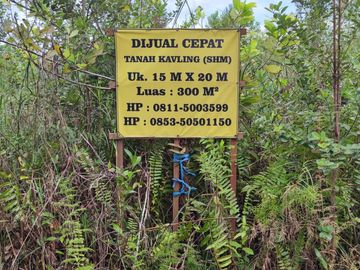 DIJUAL CEPAT
TANAH KAVLING (SHM)
Uk. 15 M X 20 M
Luas : 300 M²
HP : 0811-5003599
HP : 0853-50501150